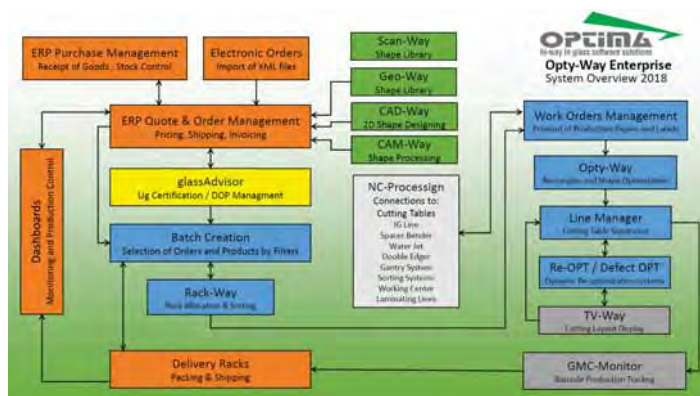 OPTIMA
hi-way in glass software solutions
Opty-Way Enterprise
System Overview 2018
ERP Purchase Management
Receipt of Goods , Stock Control
Electronic Orders
Import of XML files
Scan-Way
Shape Library
Geo-Way
Shape Library
CAD-Way
2D Shape Designing
CAM-Way
Shape Processing
ERP Quote & Order Management
Pricing, Shipping, Invoicing
glassAdvisor
Ug Certification / DOP Managment
Batch Creation
Selection of Orders and Products by Filters
Rack-Way
Rack Allocation & Sorting
Delivery Racks
Packing & Shipping
Dashboards
Monitoring and Production Control
NC-Processign
Connections to:
Cutting Tables
IG Line
Spacer Bender
Water Jet
Double Edger
Gantry System
Sorting Systems
Working Center
Laminating Lines
Work Orders Management
Printout of Production Papers and Labels
Opty-Way
Rectangles and Shape Optimization
Line Manager
Cutting Table Supervisor
Re-OPT / Defect OPT
Dynamic Re-optimization systems
TV-Way
Cutting Layout Display
GMC-Monitor
Barcode Production Tracking